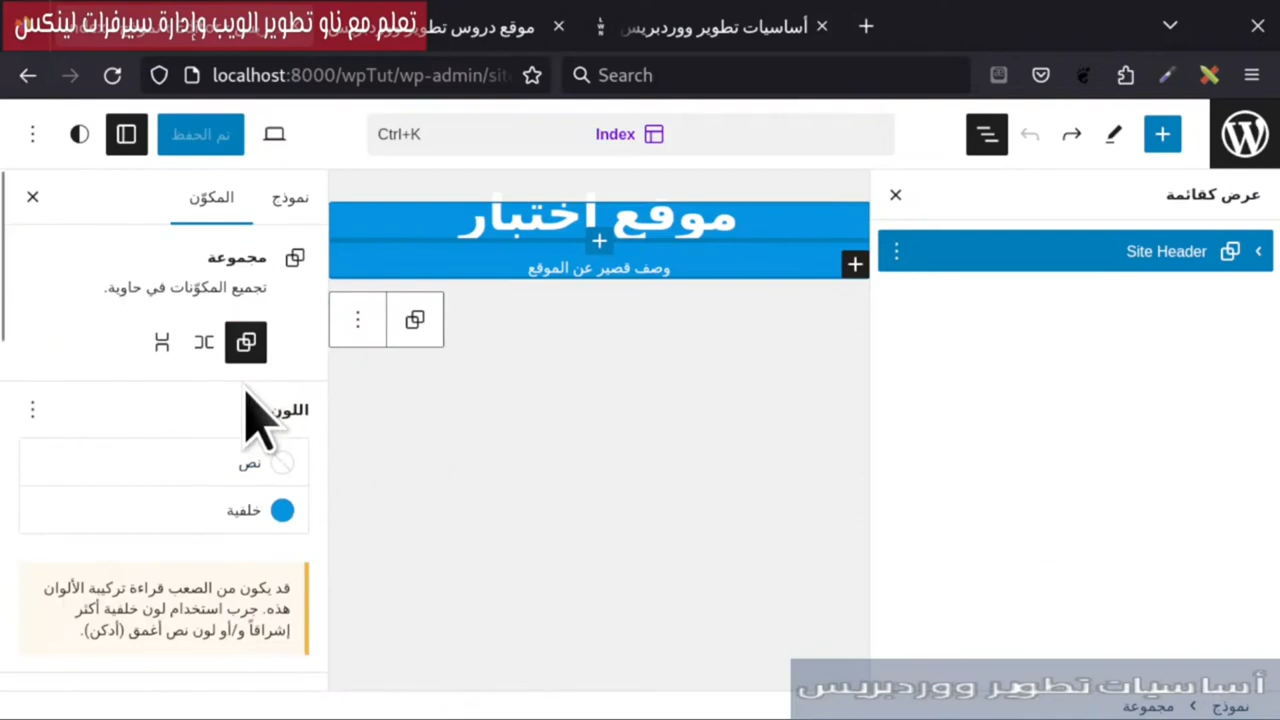 تعلم مع ناو تطوير الويب وإدارة سيرفرات لينكس
موقع دروس تطوير
أساسيات تطوير ووردبريس
localhost:8000/wpTut/wp-admin/sit
Search
تم الحفظ
Ctrl+K
Index
عرض كقائمة
Site Header
نموذج
المكوّن
مجموعة
تجميع المكوّنات في حاوية.
اللون
نص
خلفية
قد يكون من الصعب قراءة تركيبة الألوان
هذه. جرب استخدام لون خلفية أكثر
إشراقاً و/أو لون نص أغمق (أدكن).
موقع اختبار
وصف قصير عن الموقع
أساسيات تطوير ووردبريس
نموذج › مجموعة